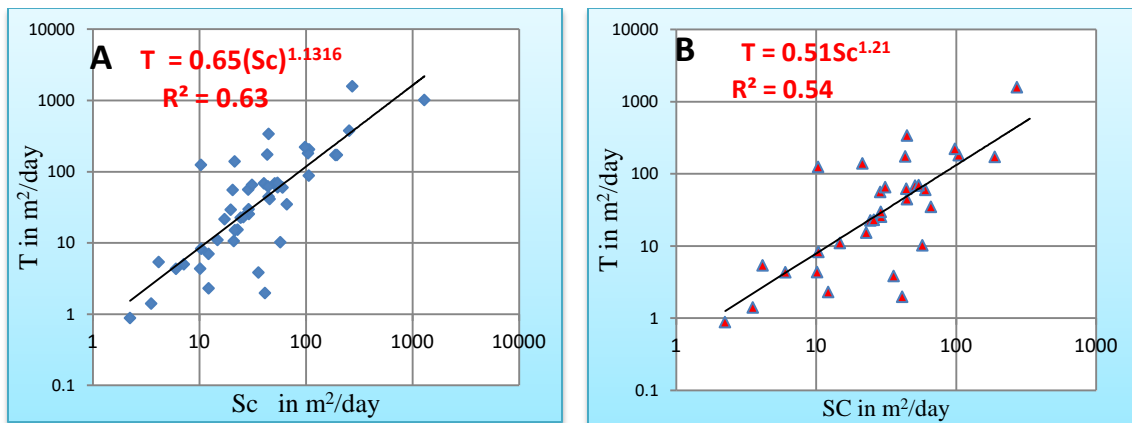 A
T = 0.65(Sc)^1.1316
R² = 0.63
10000
1000
100
10
1
0.1
T in m²/day
1 10 100 1000 10000
Sc in m²/day
B
T = 0.51Sc^1.21
R² = 0.54
10000
1000
100
10
1
0.1
T in m²/day
1 10 100 1000
SC in m²/day